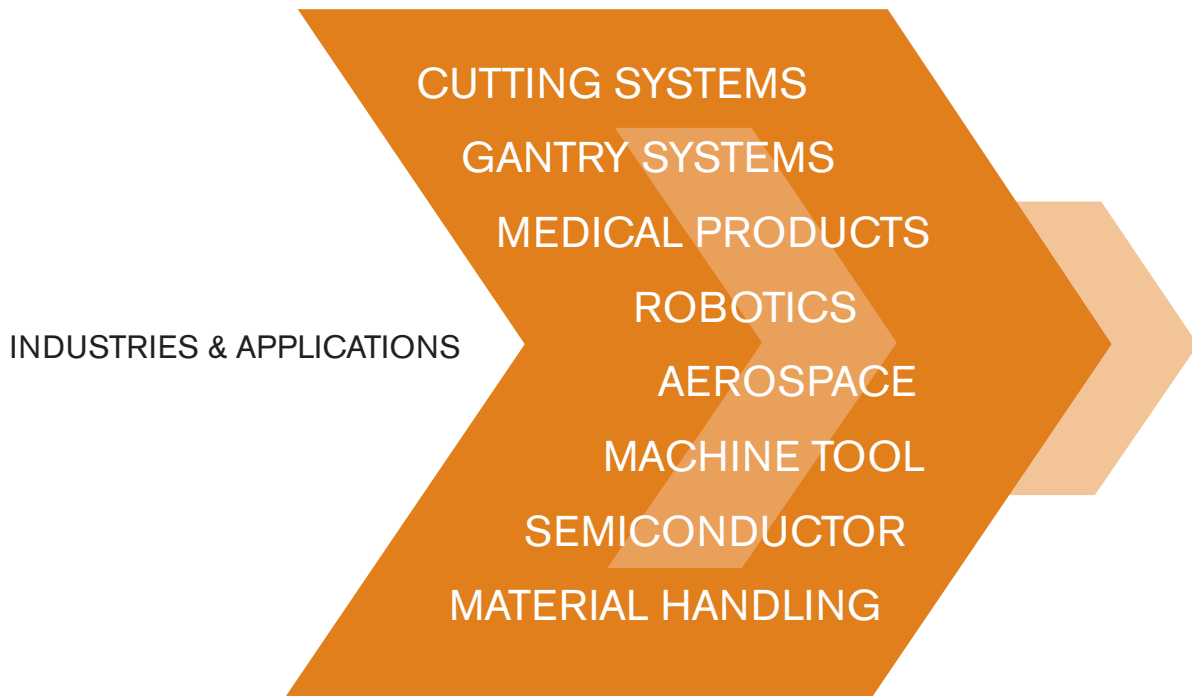 INDUSTRIES & APPLICATIONS
CUTTING SYSTEMS
GANTRY SYSTEMS
MEDICAL PRODUCTS
ROBOTICS
AEROSPACE
MACHINE TOOL
SEMICONDUCTOR
MATERIAL HANDLING